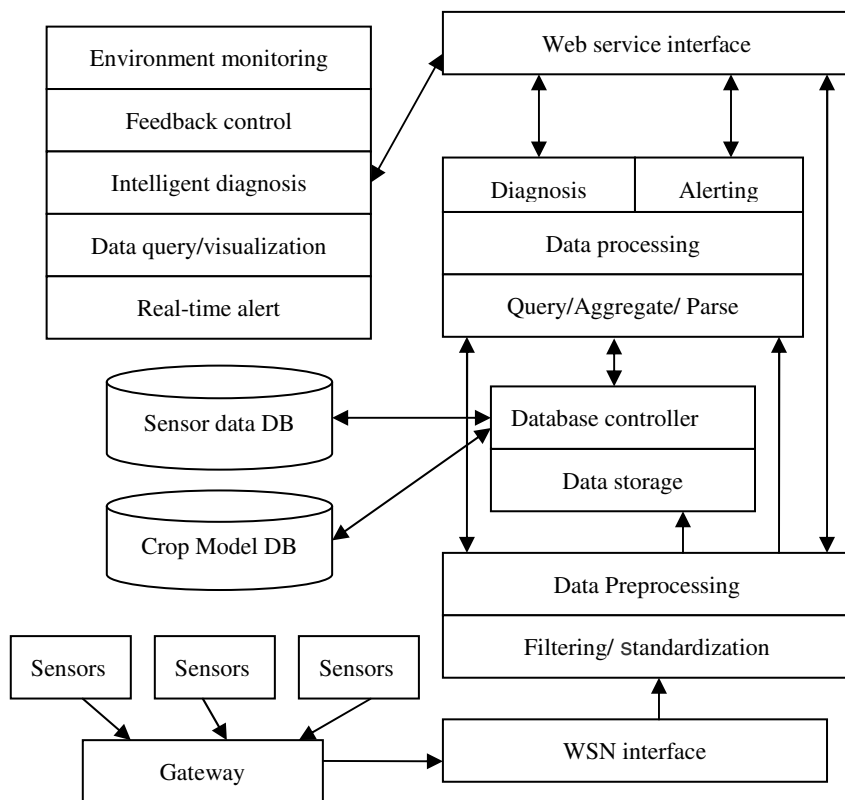 Environment monitoring
Feedback control
Intelligent diagnosis
Data query/visualization
Real-time alert
Web service interface
Diagnosis
Alerting
Data processing
Query/Aggregate/ Parse
Sensor data DB
Database controller
Data storage
Crop Model DB
Data Preprocessing
Filtering/ Standardization
Sensors
Sensors
Sensors
Gateway
WSN interface